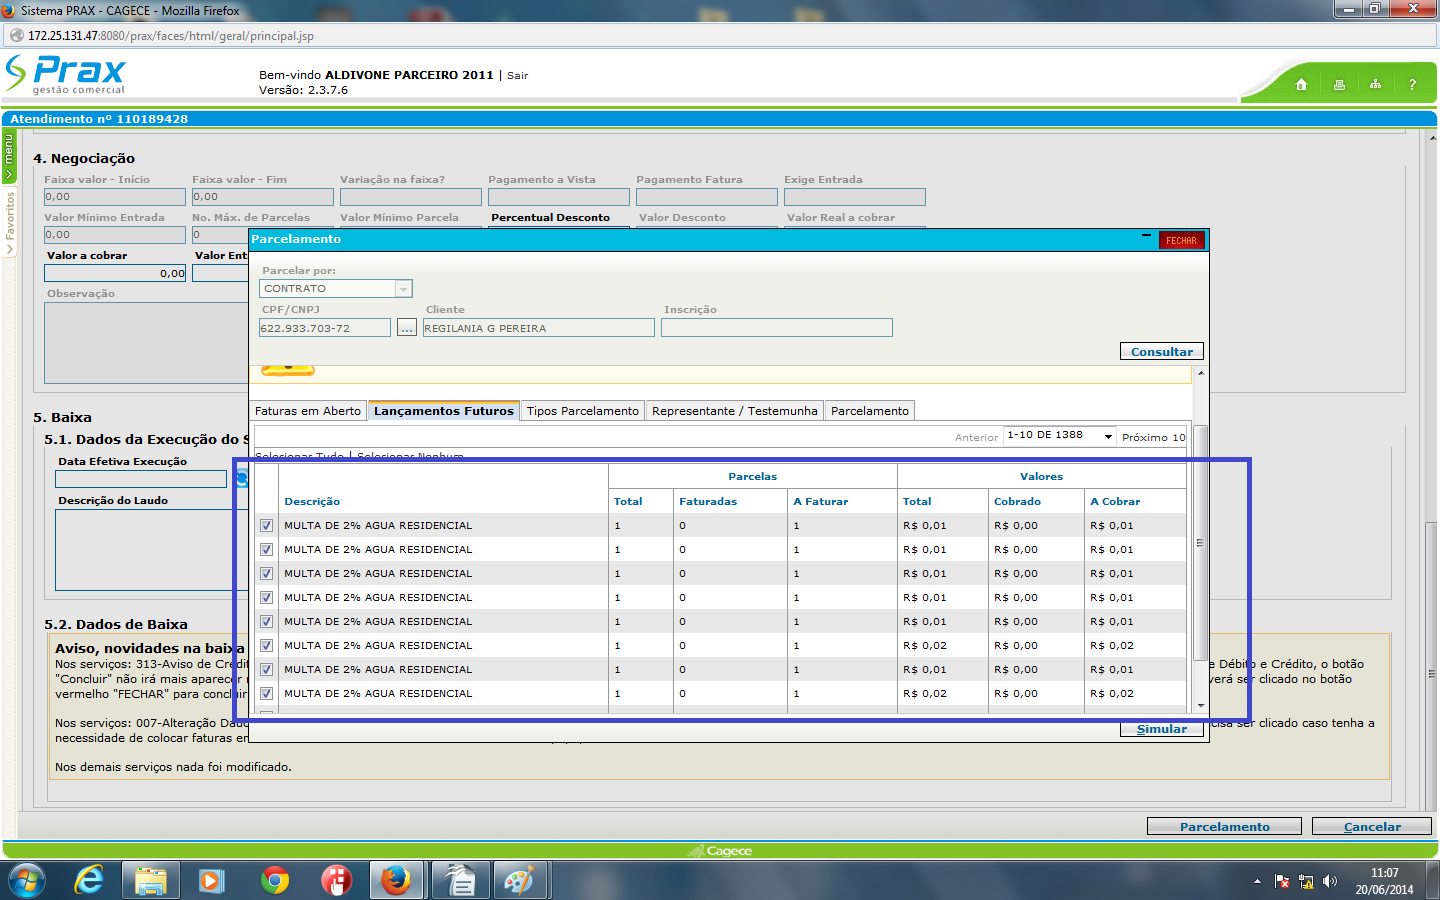 Sistema PRAX - CAGECE - Mozilla Firefox
172.25.131.47:8080/prax/faces/html/geral/principal.jsp
Prax
gestão comercial
Bem-vindo ALDIVONE PARCEIRO 2011 | Sair
Versão: 2.3.7.6
?
Atendimento nº 110189428
menu
Favoritos
4. Negociação
Faixa valor - Início Faixa valor - Fim Variação na faixa? Pagamento a Vista Pagamento Fatura Exige Entrada
0,00 0,00
Valor Mínimo Entrada No. Máx. de Parcelas Valor Mínimo Parcela Percentual Desconto Valor Desconto Valor Real a cobrar
0,00 0
Valor a cobrar Valor Ent
0,00
Observação
Parcelamento
FECHAR
Parcelar por:
CONTRATO
CPF/CNPJ Cliente Inscrição
622.933.703-72 ... REGILANIA G PEREIRA
Consultar
Faturas em Aberto Lançamentos Futuros Tipos Parcelamento Representante / Testemunha Parcelamento
Anterior 1-10 DE 1388 Próximo 10
Selecionar Tudo | Selecionar Nenhum
Parcelas Valores
Descrição Total Faturadas A Faturar Total Cobrado A Cobrar
MULTA DE 2% AGUA RESIDENCIAL 1 0 1 R$ 0,01 R$ 0,00 R$ 0,01
MULTA DE 2% AGUA RESIDENCIAL 1 0 1 R$ 0,01 R$ 0,00 R$ 0,01
MULTA DE 2% AGUA RESIDENCIAL 1 0 1 R$ 0,01 R$ 0,00 R$ 0,01
MULTA DE 2% AGUA RESIDENCIAL 1 0 1 R$ 0,01 R$ 0,00 R$ 0,01
MULTA DE 2% AGUA RESIDENCIAL 1 0 1 R$ 0,01 R$ 0,00 R$ 0,01
MULTA DE 2% AGUA RESIDENCIAL 1 0 1 R$ 0,02 R$ 0,00 R$ 0,02
MULTA DE 2% AGUA RESIDENCIAL 1 0 1 R$ 0,01 R$ 0,00 R$ 0,01
MULTA DE 2% AGUA RESIDENCIAL 1 0 1 R$ 0,02 R$ 0,00 R$ 0,02
Simular
5. Baixa
5.1. Dados da Execução do S
Data Efetiva Execução
Descrição do Laudo
5.2. Dados de Baixa
Aviso, novidades na baixa
Nos serviços: 313-Aviso de Crédit e Débito e Crédito, o botão
"Concluir" não irá mais aparecer verá ser clicado no botão
vermelho "FECHAR" para concluir
Nos serviços: 007-Alteração Dado cisa ser clicado caso tenha a
necessidade de colocar faturas em
Nos demais serviços nada foi modificado.
Parcelamento Cancelar
Cagece
11:07
20/06/2014